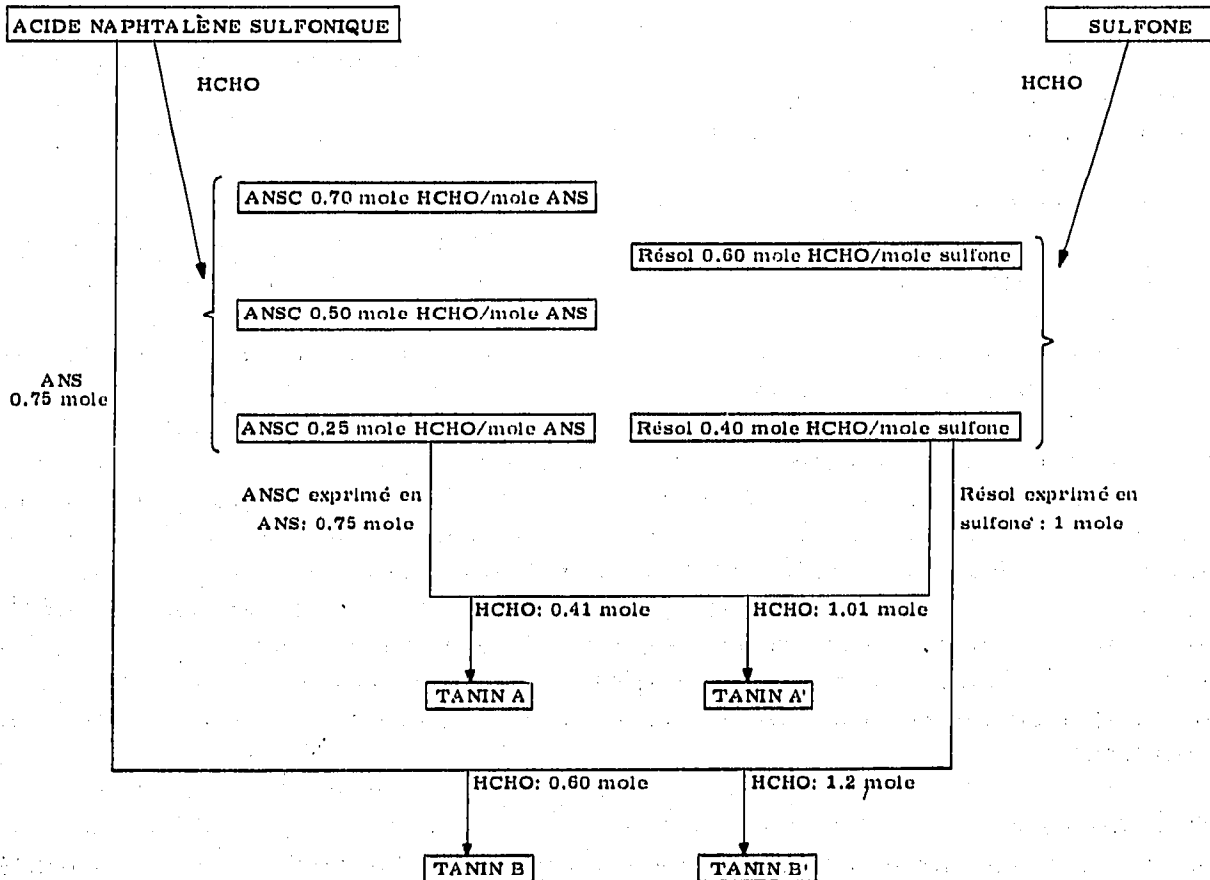 ACIDE NAPHTALÈNE SULFONIQUE
SULFONE
HCHO
HCHO
ANSC 0.70 mole HCHO/mole ANS
Résol 0.60 mole HCHO/mole sulfone
ANSC 0.50 mole HCHO/mole ANS
ANS
0.75 mole
ANSC 0.25 mole HCHO/mole ANS
Résol 0.40 mole HCHO/mole sulfone
ANSC exprimé en
ANS: 0.75 mole
Résol exprimé en
sulfone : 1 mole
HCHO: 0.41 mole
HCHO: 1.01 mole
TANIN A
TANIN A'
HCHO: 0.60 mole
HCHO: 1.2 mole
TANIN B
TANIN B'